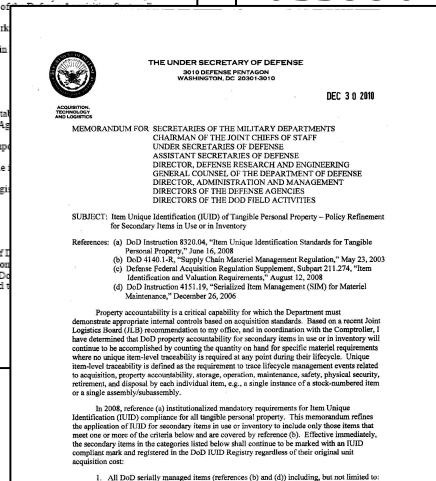 THE UNDER SECRETARY OF DEFENSE
3010 DEFENSE PENTAGON
WASHINGTON, DC 20301-3010
DEC 30 2010
ACQUISITION,
TECHNOLOGY
AND LOGISTICS
MEMORANDUM FOR SECRETARIES OF THE MILITARY DEPARTMENTS
CHAIRMAN OF THE JOINT CHIEFS OF STAFF
UNDER SECRETARIES OF DEFENSE
ASSISTANT SECRETARIES OF DEFENSE
DIRECTOR, DEFENSE RESEARCH AND ENGINEERING
GENERAL COUNSEL OF THE DEPARTMENT OF DEFENSE
DIRECTOR, ADMINISTRATION AND MANAGEMENT
DIRECTORS OF THE DEFENSE AGENCIES
DIRECTORS OF THE DOD FIELD ACTIVITIES
SUBJECT: Item Unique Identification (IUID) of Tangible Personal Property – Policy Refinement
for Secondary Items in Use or in Inventory
References: (a) DoD Instruction 8320.04, "Item Unique Identification Standards for Tangible
Personal Property," June 16, 2008
(b) DoD 4140.1-R, "Supply Chain Materiel Management Regulation," May 23, 2003
(c) Defense Federal Acquisition Regulation Supplement, Subpart 211.274, "Item
Identification and Valuation Requirements," August 12, 2008
(d) DoD Instruction 4151.19, "Serialized Item Management (SIM) for Materiel
Maintenance," December 26, 2006
Property accountability is a critical capability for which the Department must
demonstrate appropriate internal controls based on acquisition standards. Based on a recent Joint
Logistics Board (JLB) recommendation to my office, and in coordination with the Comptroller, I
have determined that DoD property accountability for secondary items in use or in inventory will
continue to be accomplished by counting the quantity on hand for specific materiel requirements
where no unique item-level traceability is required at any point during their lifecycle. Unique
item-level traceability is defined as the requirement to trace lifecycle management events related
to acquisition, property accountability, storage, operation, maintenance, safety, physical security,
retirement, and disposal by each individual item, e.g., a single instance of a stock-numbered item
or a single assembly/subassembly.
In 2008, reference (a) institutionalized mandatory requirements for Item Unique
Identification (IUID) compliance for all tangible personal property. This memorandum refines
the application of IUID for secondary items in use or inventory to include only those items that
meet one or more of the criteria below and are covered by reference (b). Effective immediately,
the secondary items in the categories listed below shall continue to be marked with an IUID
compliant mark and registered in the DoD IUID Registry regardless of their original unit
acquisition cost:
1. All DoD serially managed items (references (b) and (d)) including, but not limited to: